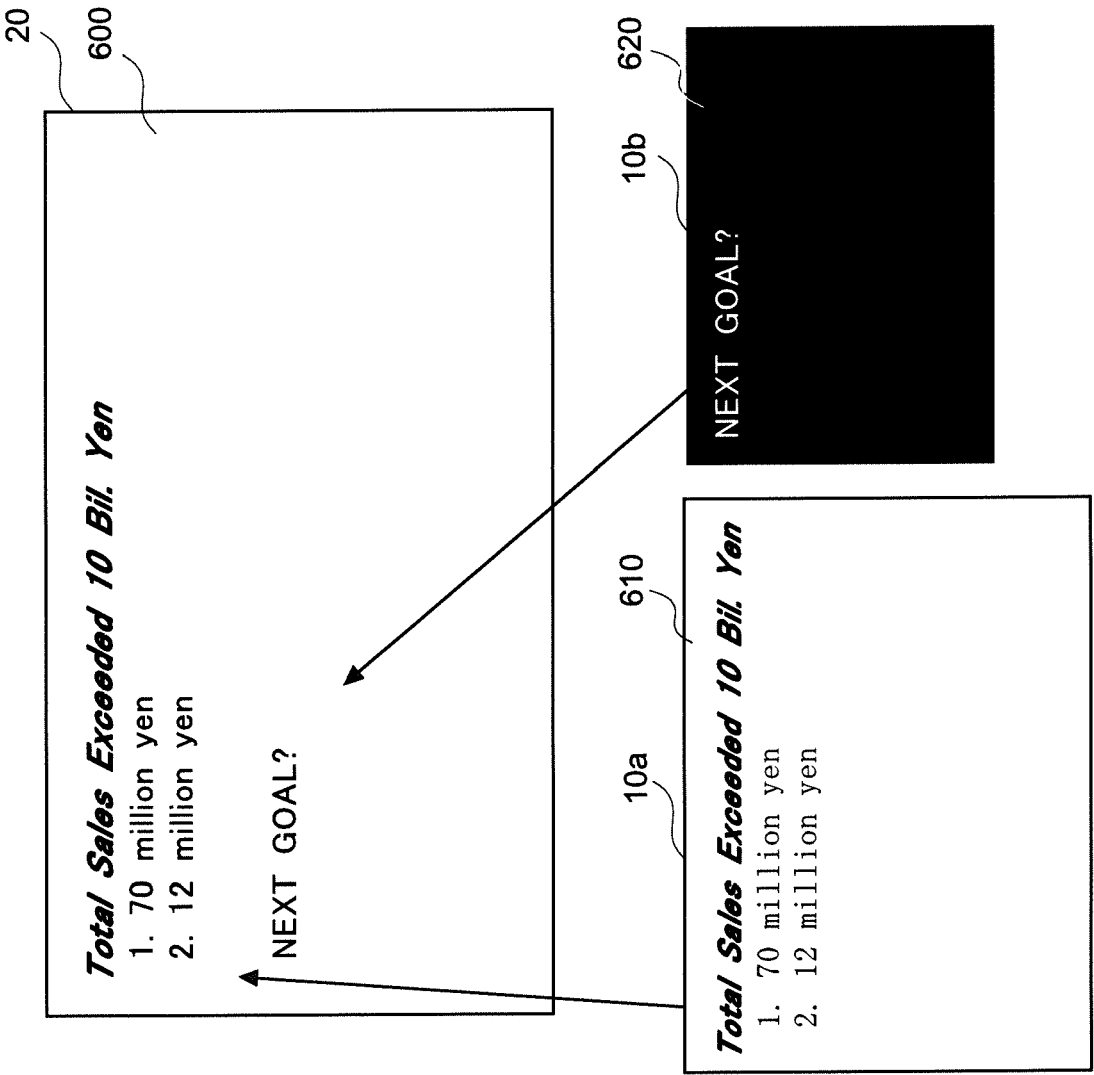 20
600
Total Sales Exceeded 10 Bil. Yen
1. 70 million yen
2. 12 million yen
NEXT GOAL?
10a
610
Total Sales Exceeded 10 Bil. Yen
1. 70 million yen
2. 12 million yen
10b
620
NEXT GOAL?